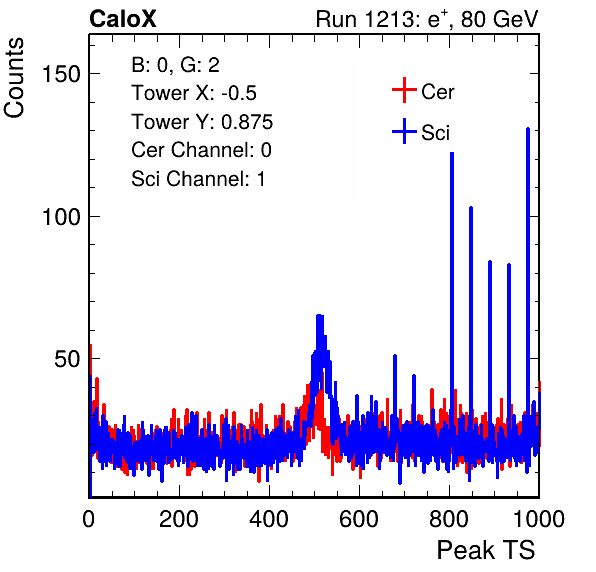 CaloX Run 1213: e⁺, 80 GeV
Counts
B: 0, G: 2
Tower X: -0.5
Tower Y: 0.875
Cer Channel: 0
Sci Channel: 1
Cer
Sci
150
100
50
0 200 400 600 800 1000
Peak TS